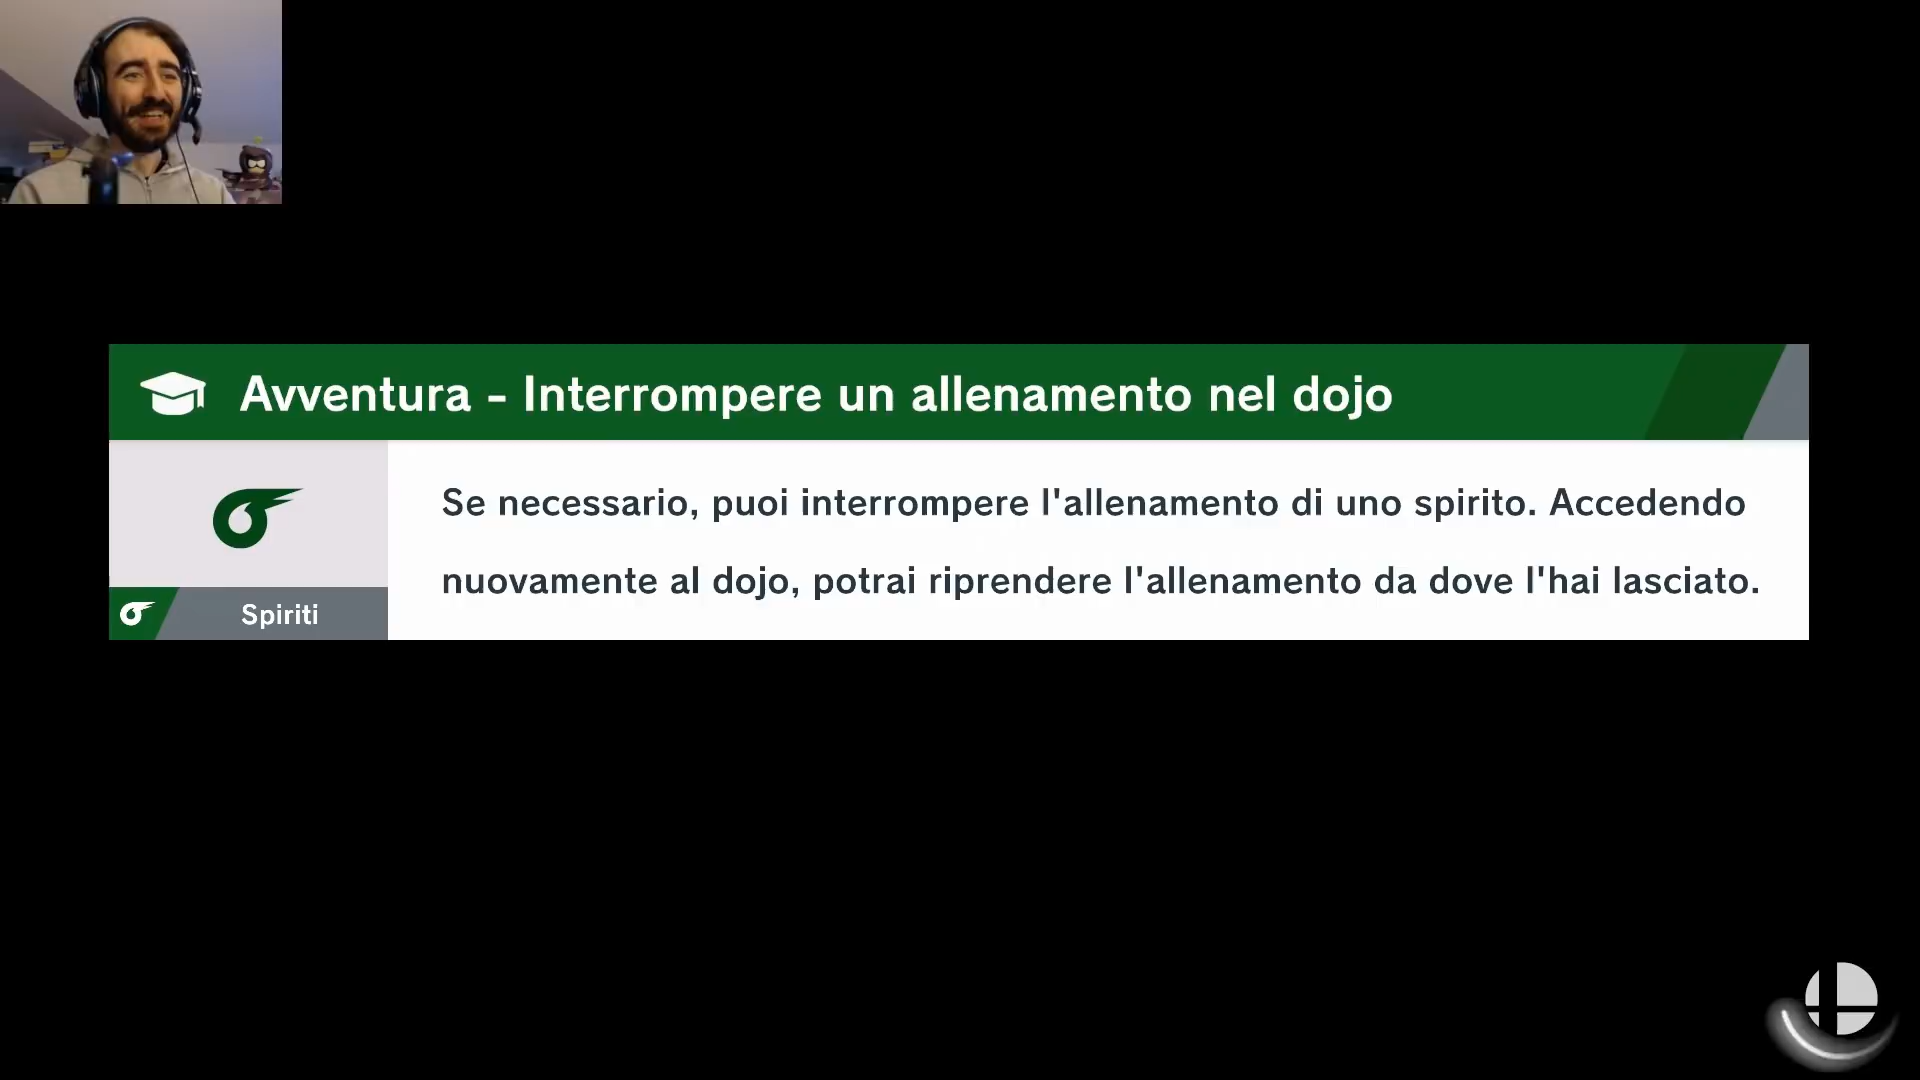 Avventura - Interrompere un allenamento nel dojo
Se necessario, puoi interrompere l'allenamento di uno spirito. Accedendo
nuovamente al dojo, potrai riprendere l'allenamento da dove l'hai lasciato.
Spiriti